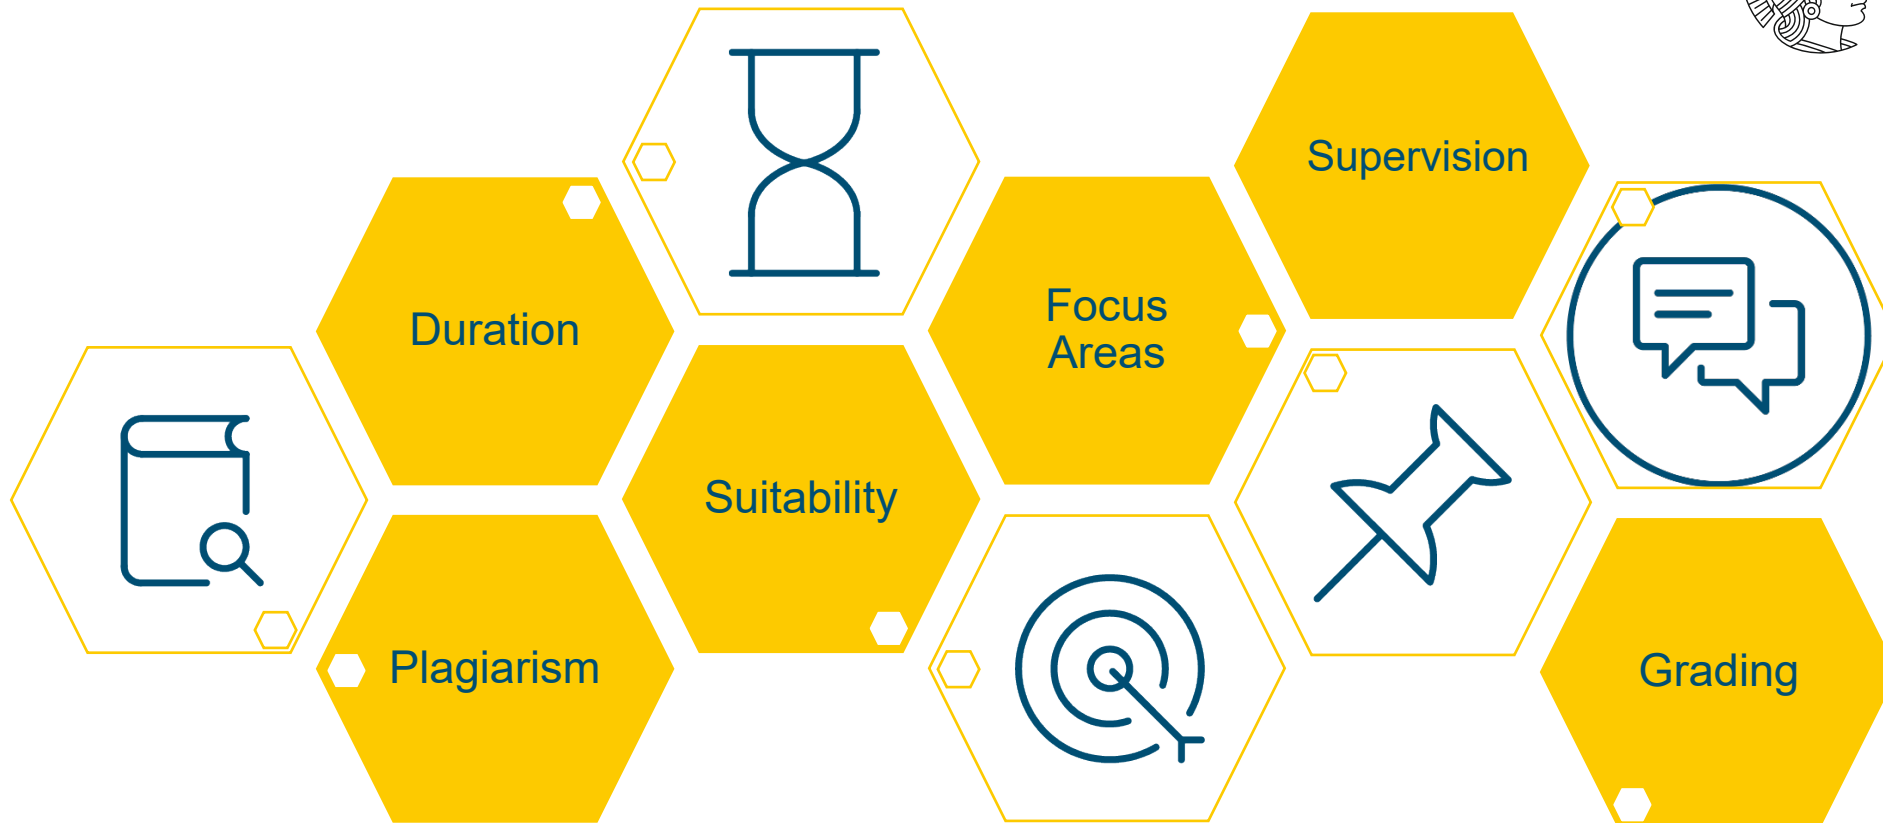 Supervision
Duration
Focus
Areas
Suitability
Plagiarism
Grading